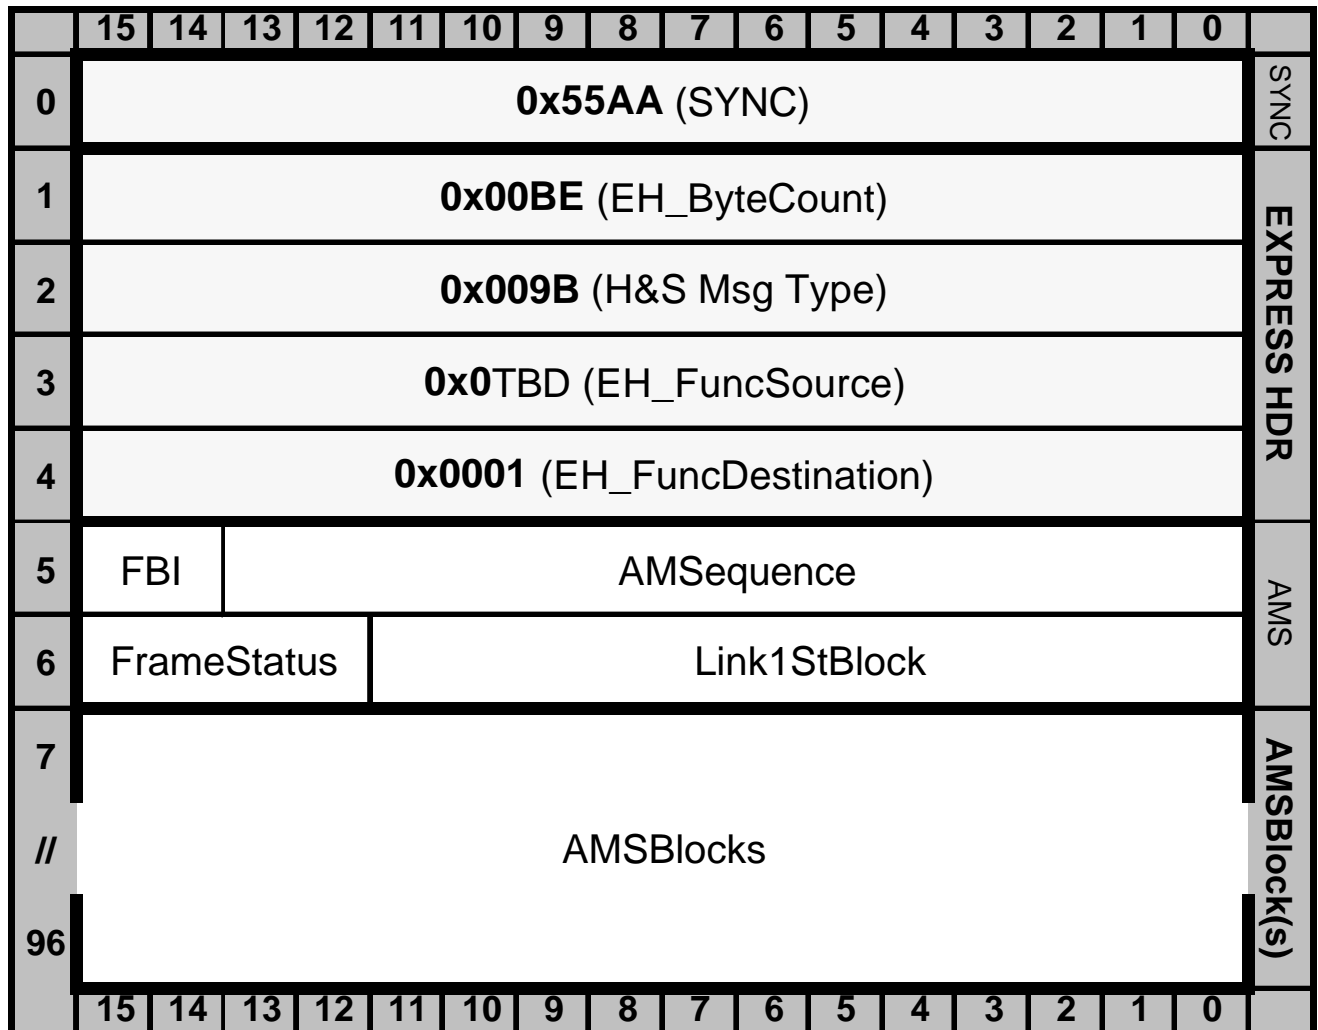 15 14 13 12 11 10 9 8 7 6 5 4 3 2 1 0
0 0x55AA (SYNC) SYNC
1 0x00BE (EH_ByteCount) EXPRESS HDR
2 0x009B (H&S Msg Type)
3 0x0TBD (EH_FuncSource)
4 0x0001 (EH_FuncDestination)
5 FBI AMSequence AMS
6 FrameStatus Link1StBlock
7 AMSBlock(s)
// AMSBlocks
96
15 14 13 12 11 10 9 8 7 6 5 4 3 2 1 0